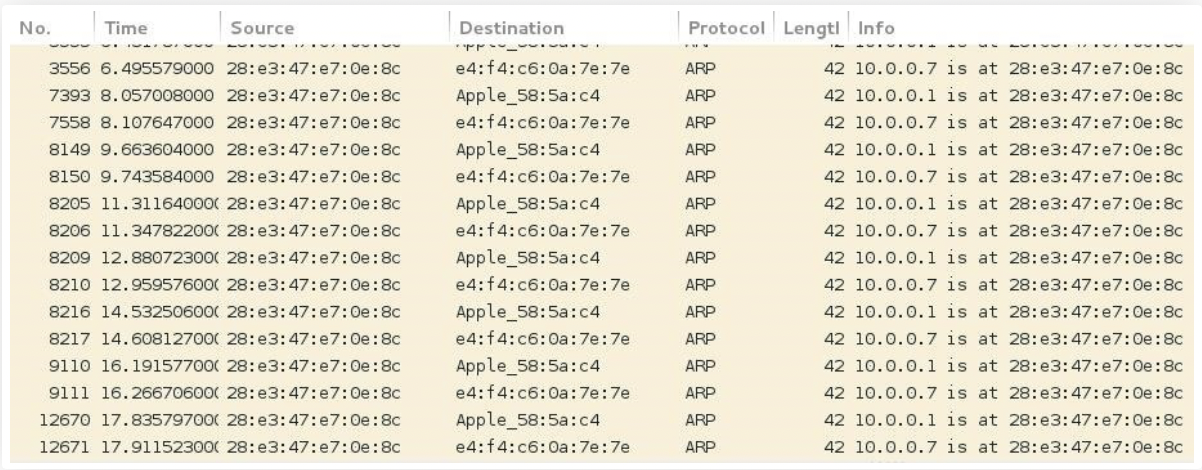 No. Time Source Destination Protocol Lengtl Info
3556 6.495579000 28:e3:47:e7:0e:8c e4:f4:c6:0a:7e:7e ARP 42 10.0.0.7 is at 28:e3:47:e7:0e:8c
7393 8.057008000 28:e3:47:e7:0e:8c Apple_58:5a:c4 ARP 42 10.0.0.1 is at 28:e3:47:e7:0e:8c
7558 8.107647000 28:e3:47:e7:0e:8c e4:f4:c6:0a:7e:7e ARP 42 10.0.0.7 is at 28:e3:47:e7:0e:8c
8149 9.663604000 28:e3:47:e7:0e:8c Apple_58:5a:c4 ARP 42 10.0.0.1 is at 28:e3:47:e7:0e:8c
8150 9.743584000 28:e3:47:e7:0e:8c e4:f4:c6:0a:7e:7e ARP 42 10.0.0.7 is at 28:e3:47:e7:0e:8c
8205 11.31164000( 28:e3:47:e7:0e:8c Apple_58:5a:c4 ARP 42 10.0.0.1 is at 28:e3:47:e7:0e:8c
8206 11.34782200( 28:e3:47:e7:0e:8c e4:f4:c6:0a:7e:7e ARP 42 10.0.0.7 is at 28:e3:47:e7:0e:8c
8209 12.88072300( 28:e3:47:e7:0e:8c Apple_58:5a:c4 ARP 42 10.0.0.1 is at 28:e3:47:e7:0e:8c
8210 12.95957600( 28:e3:47:e7:0e:8c e4:f4:c6:0a:7e:7e ARP 42 10.0.0.7 is at 28:e3:47:e7:0e:8c
8216 14.53250600( 28:e3:47:e7:0e:8c Apple_58:5a:c4 ARP 42 10.0.0.1 is at 28:e3:47:e7:0e:8c
8217 14.60812700( 28:e3:47:e7:0e:8c e4:f4:c6:0a:7e:7e ARP 42 10.0.0.7 is at 28:e3:47:e7:0e:8c
9110 16.19157700( 28:e3:47:e7:0e:8c Apple_58:5a:c4 ARP 42 10.0.0.1 is at 28:e3:47:e7:0e:8c
9111 16.26670600( 28:e3:47:e7:0e:8c e4:f4:c6:0a:7e:7e ARP 42 10.0.0.7 is at 28:e3:47:e7:0e:8c
12670 17.83579700( 28:e3:47:e7:0e:8c Apple_58:5a:c4 ARP 42 10.0.0.1 is at 28:e3:47:e7:0e:8c
12671 17.91152300( 28:e3:47:e7:0e:8c e4:f4:c6:0a:7e:7e ARP 42 10.0.0.7 is at 28:e3:47:e7:0e:8c